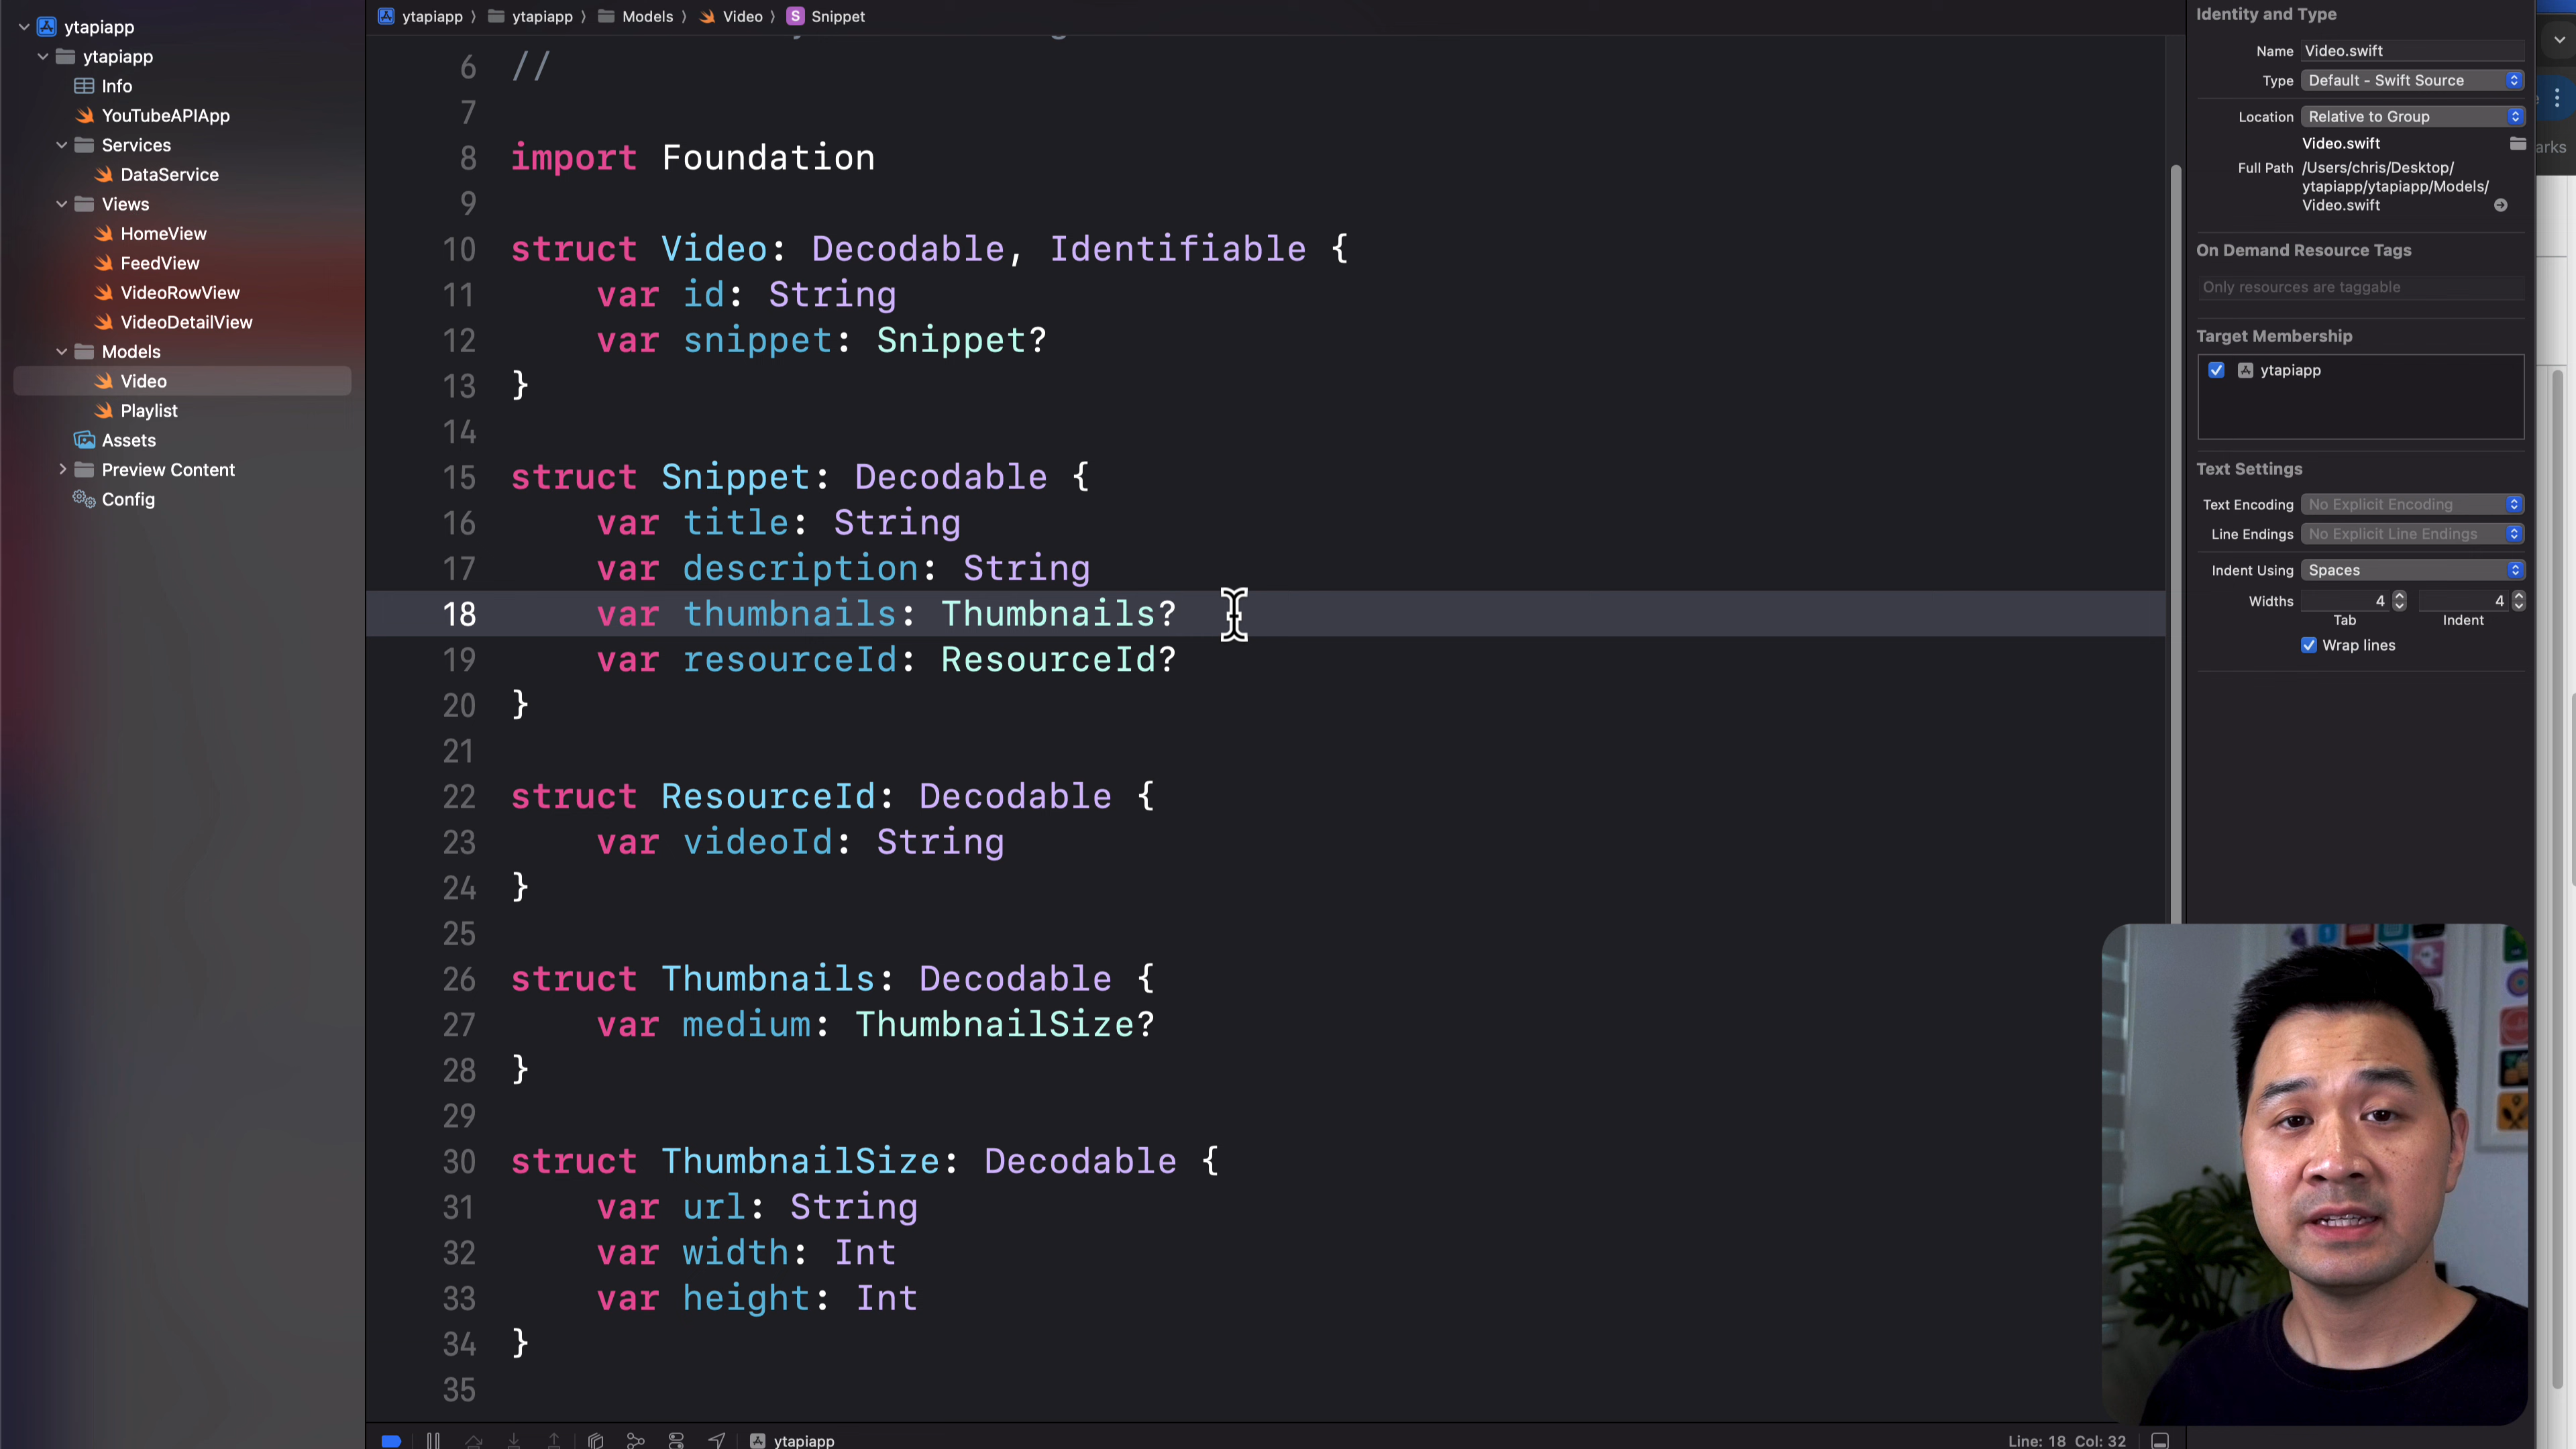 ytapiapp
ytapiapp
Info
YouTubeAPIApp
Services
DataService
Views
HomeView
FeedView
VideoRowView
VideoDetailView
Models
Video
Playlist
Assets
Preview Content
Config
ytapiapp ⟩ ytapiapp ⟩ Models ⟩ Video ⟩ S Snippet
6 //
7
8 import Foundation
9
10 struct Video: Decodable, Identifiable {
11 var id: String
12 var snippet: Snippet?
13 }
14
15 struct Snippet: Decodable {
16 var title: String
17 var description: String
18 var thumbnails: Thumbnails?
19 var resourceId: ResourceId?
20 }
21
22 struct ResourceId: Decodable {
23 var videoId: String
24 }
25
26 struct Thumbnails: Decodable {
27 var medium: ThumbnailSize?
28 }
29
30 struct ThumbnailSize: Decodable {
31 var url: String
32 var width: Int
33 var height: Int
34 }
35
ytapiapp
Line: 18 Col: 32
Identity and Type
Name Video.swift
Type Default - Swift Source
Location Relative to Group
Video.swift
Full Path /Users/chris/Desktop/
ytapiapp/ytapiapp/Models/
Video.swift
On Demand Resource Tags
Only resources are taggable
Target Membership
ytapiapp
Text Settings
Text Encoding No Explicit Encoding
Line Endings No Explicit Line Endings
Indent Using Spaces
Widths 4 4
Tab Indent
Wrap lines
arks